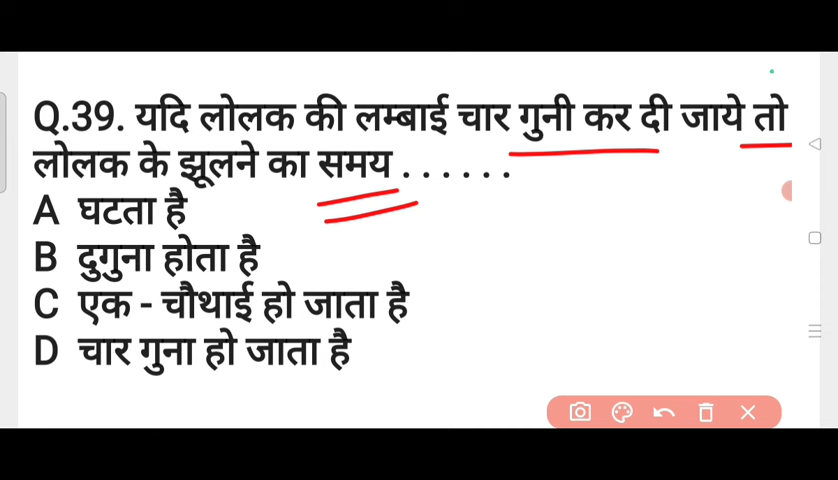 Q.39. यदि लोलक की लम्बाई चार गुनी कर दी जाये तो
लोलक के झूलने का समय . . . . . .
A घटता है
B दुगुना होता है
C एक - चौथाई हो जाता है
D चार गुना हो जाता है